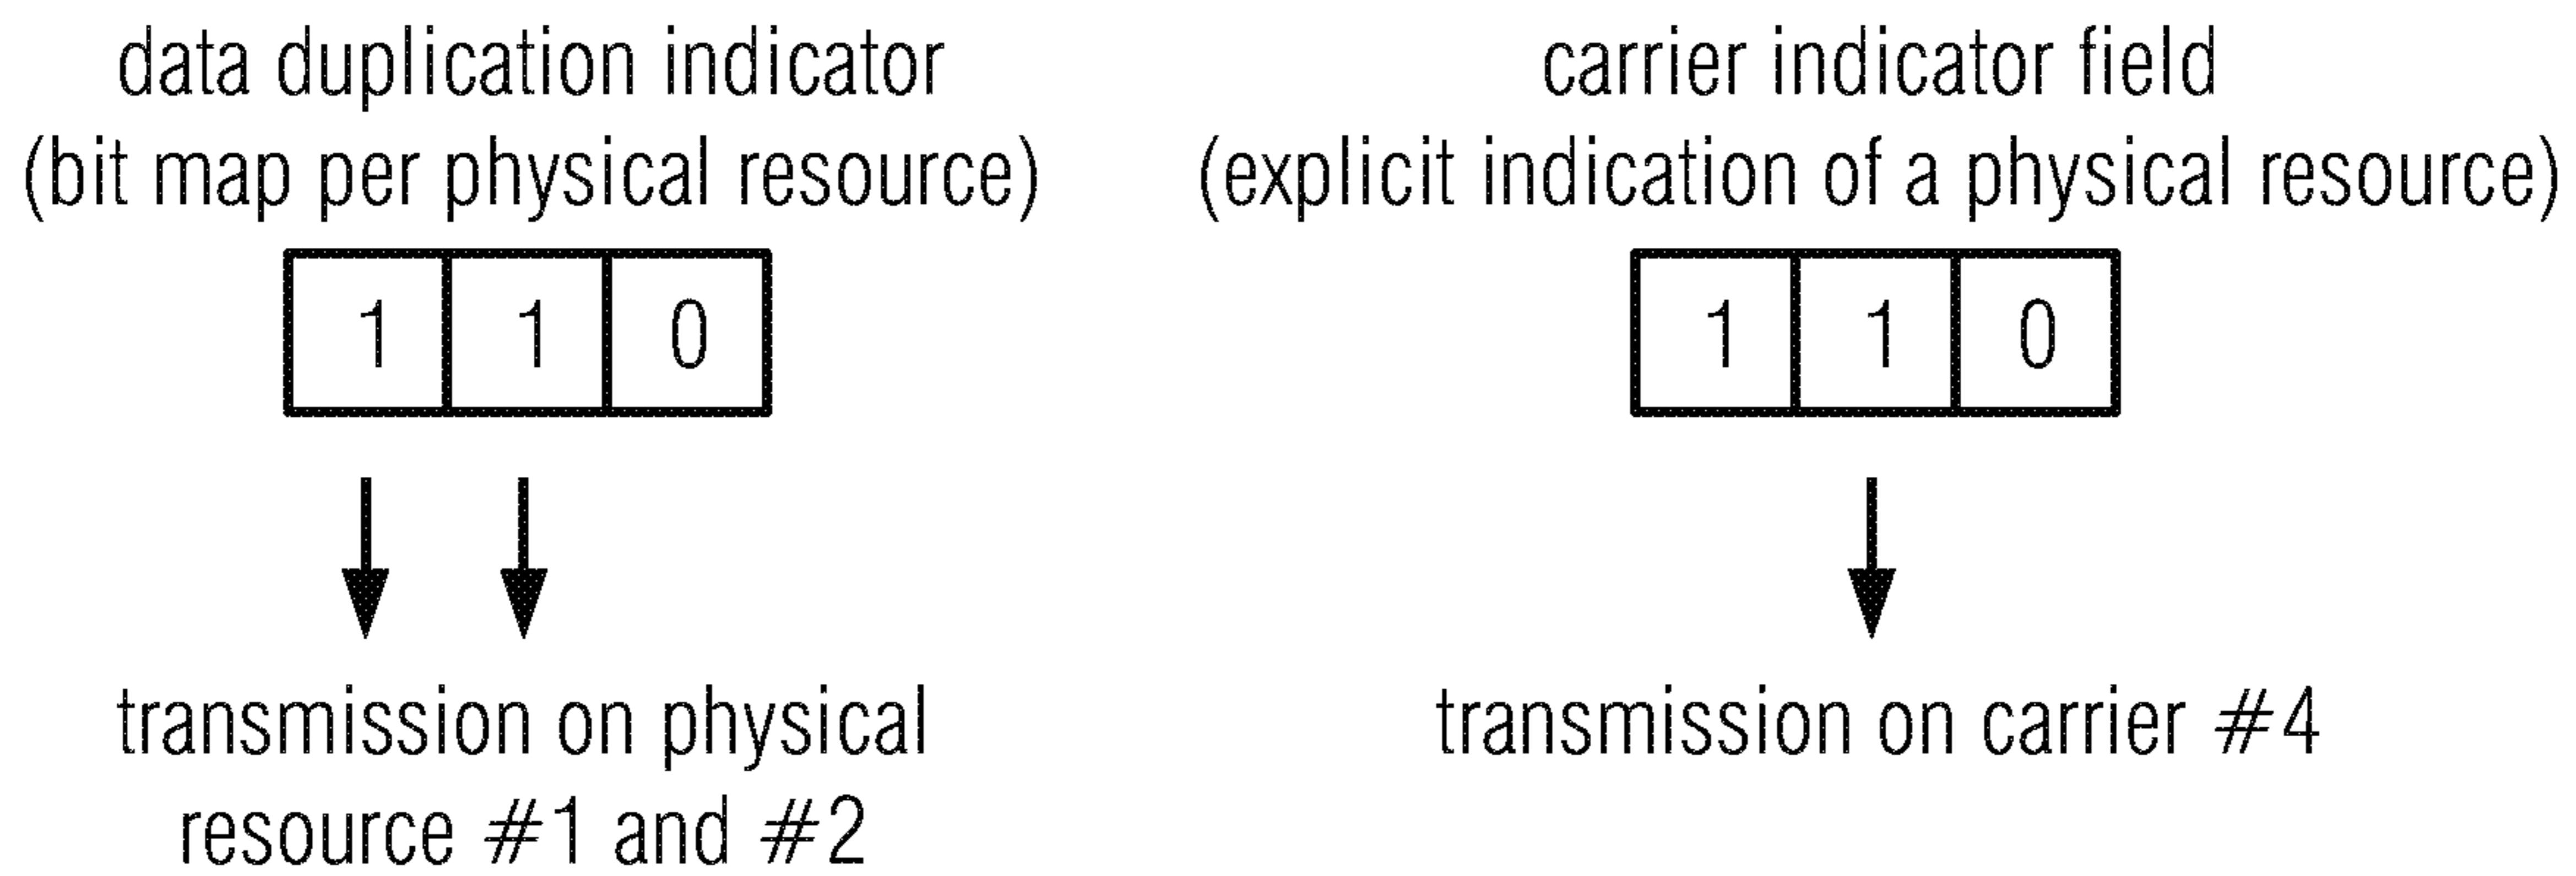 data duplication indicator
(bit map per physical resource)
1 1 0
transmission on physical
resource #1 and #2
carrier indicator field
(explicit indication of a physical resource)
1 1 0
transmission on carrier #4